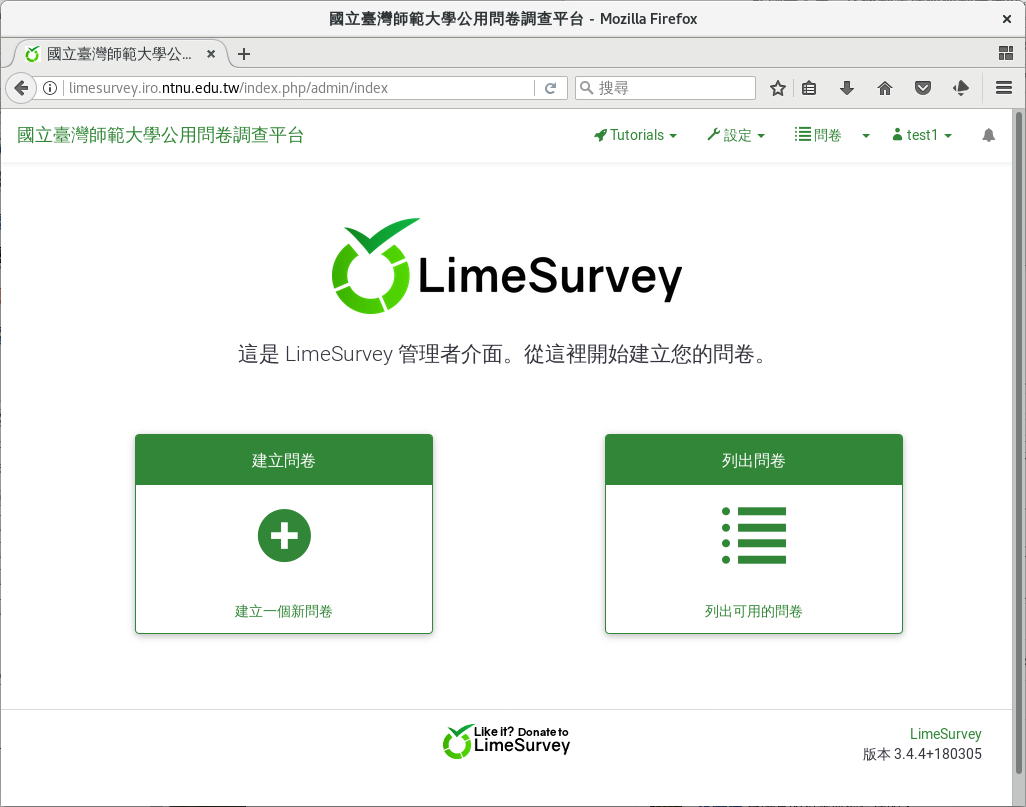 國立臺灣師範大學公用問卷調查平台 - Mozilla Firefox
國立臺灣師範大學公...
limesurvey.iro.ntnu.edu.tw/index.php/admin/index
搜尋
國立臺灣師範大學公用問卷調查平台
Tutorials
設定
問卷
test1
LimeSurvey
這是 LimeSurvey 管理者介面。從這裡開始建立您的問卷。
建立問卷
列出問卷
建立一個新問卷
列出可用的問卷
Like it? Donate to
LimeSurvey
LimeSurvey
版本 3.4.4+180305